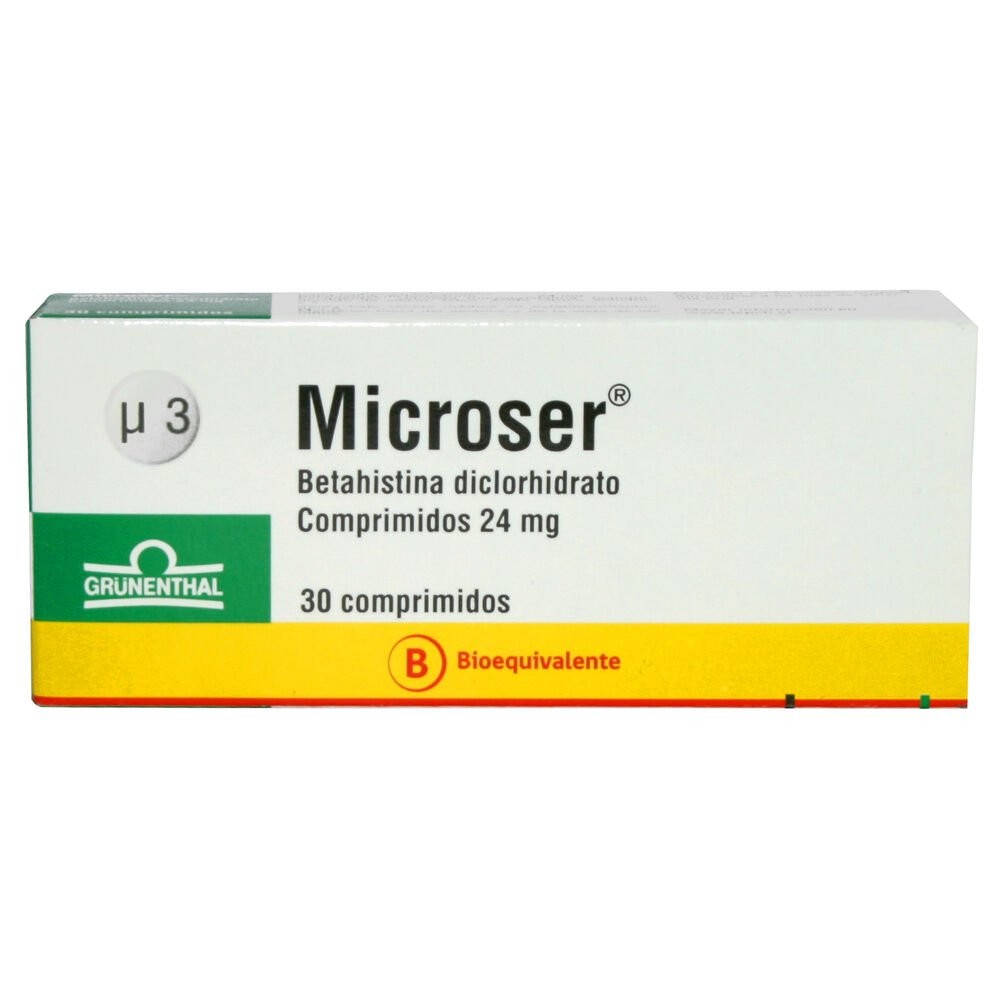 30 comprimidos
µ 3
Microser®
Betahistina diclorhidrato
Comprimidos 24 mg
GRÜNENTHAL
30 comprimidos
B Bioequivalente